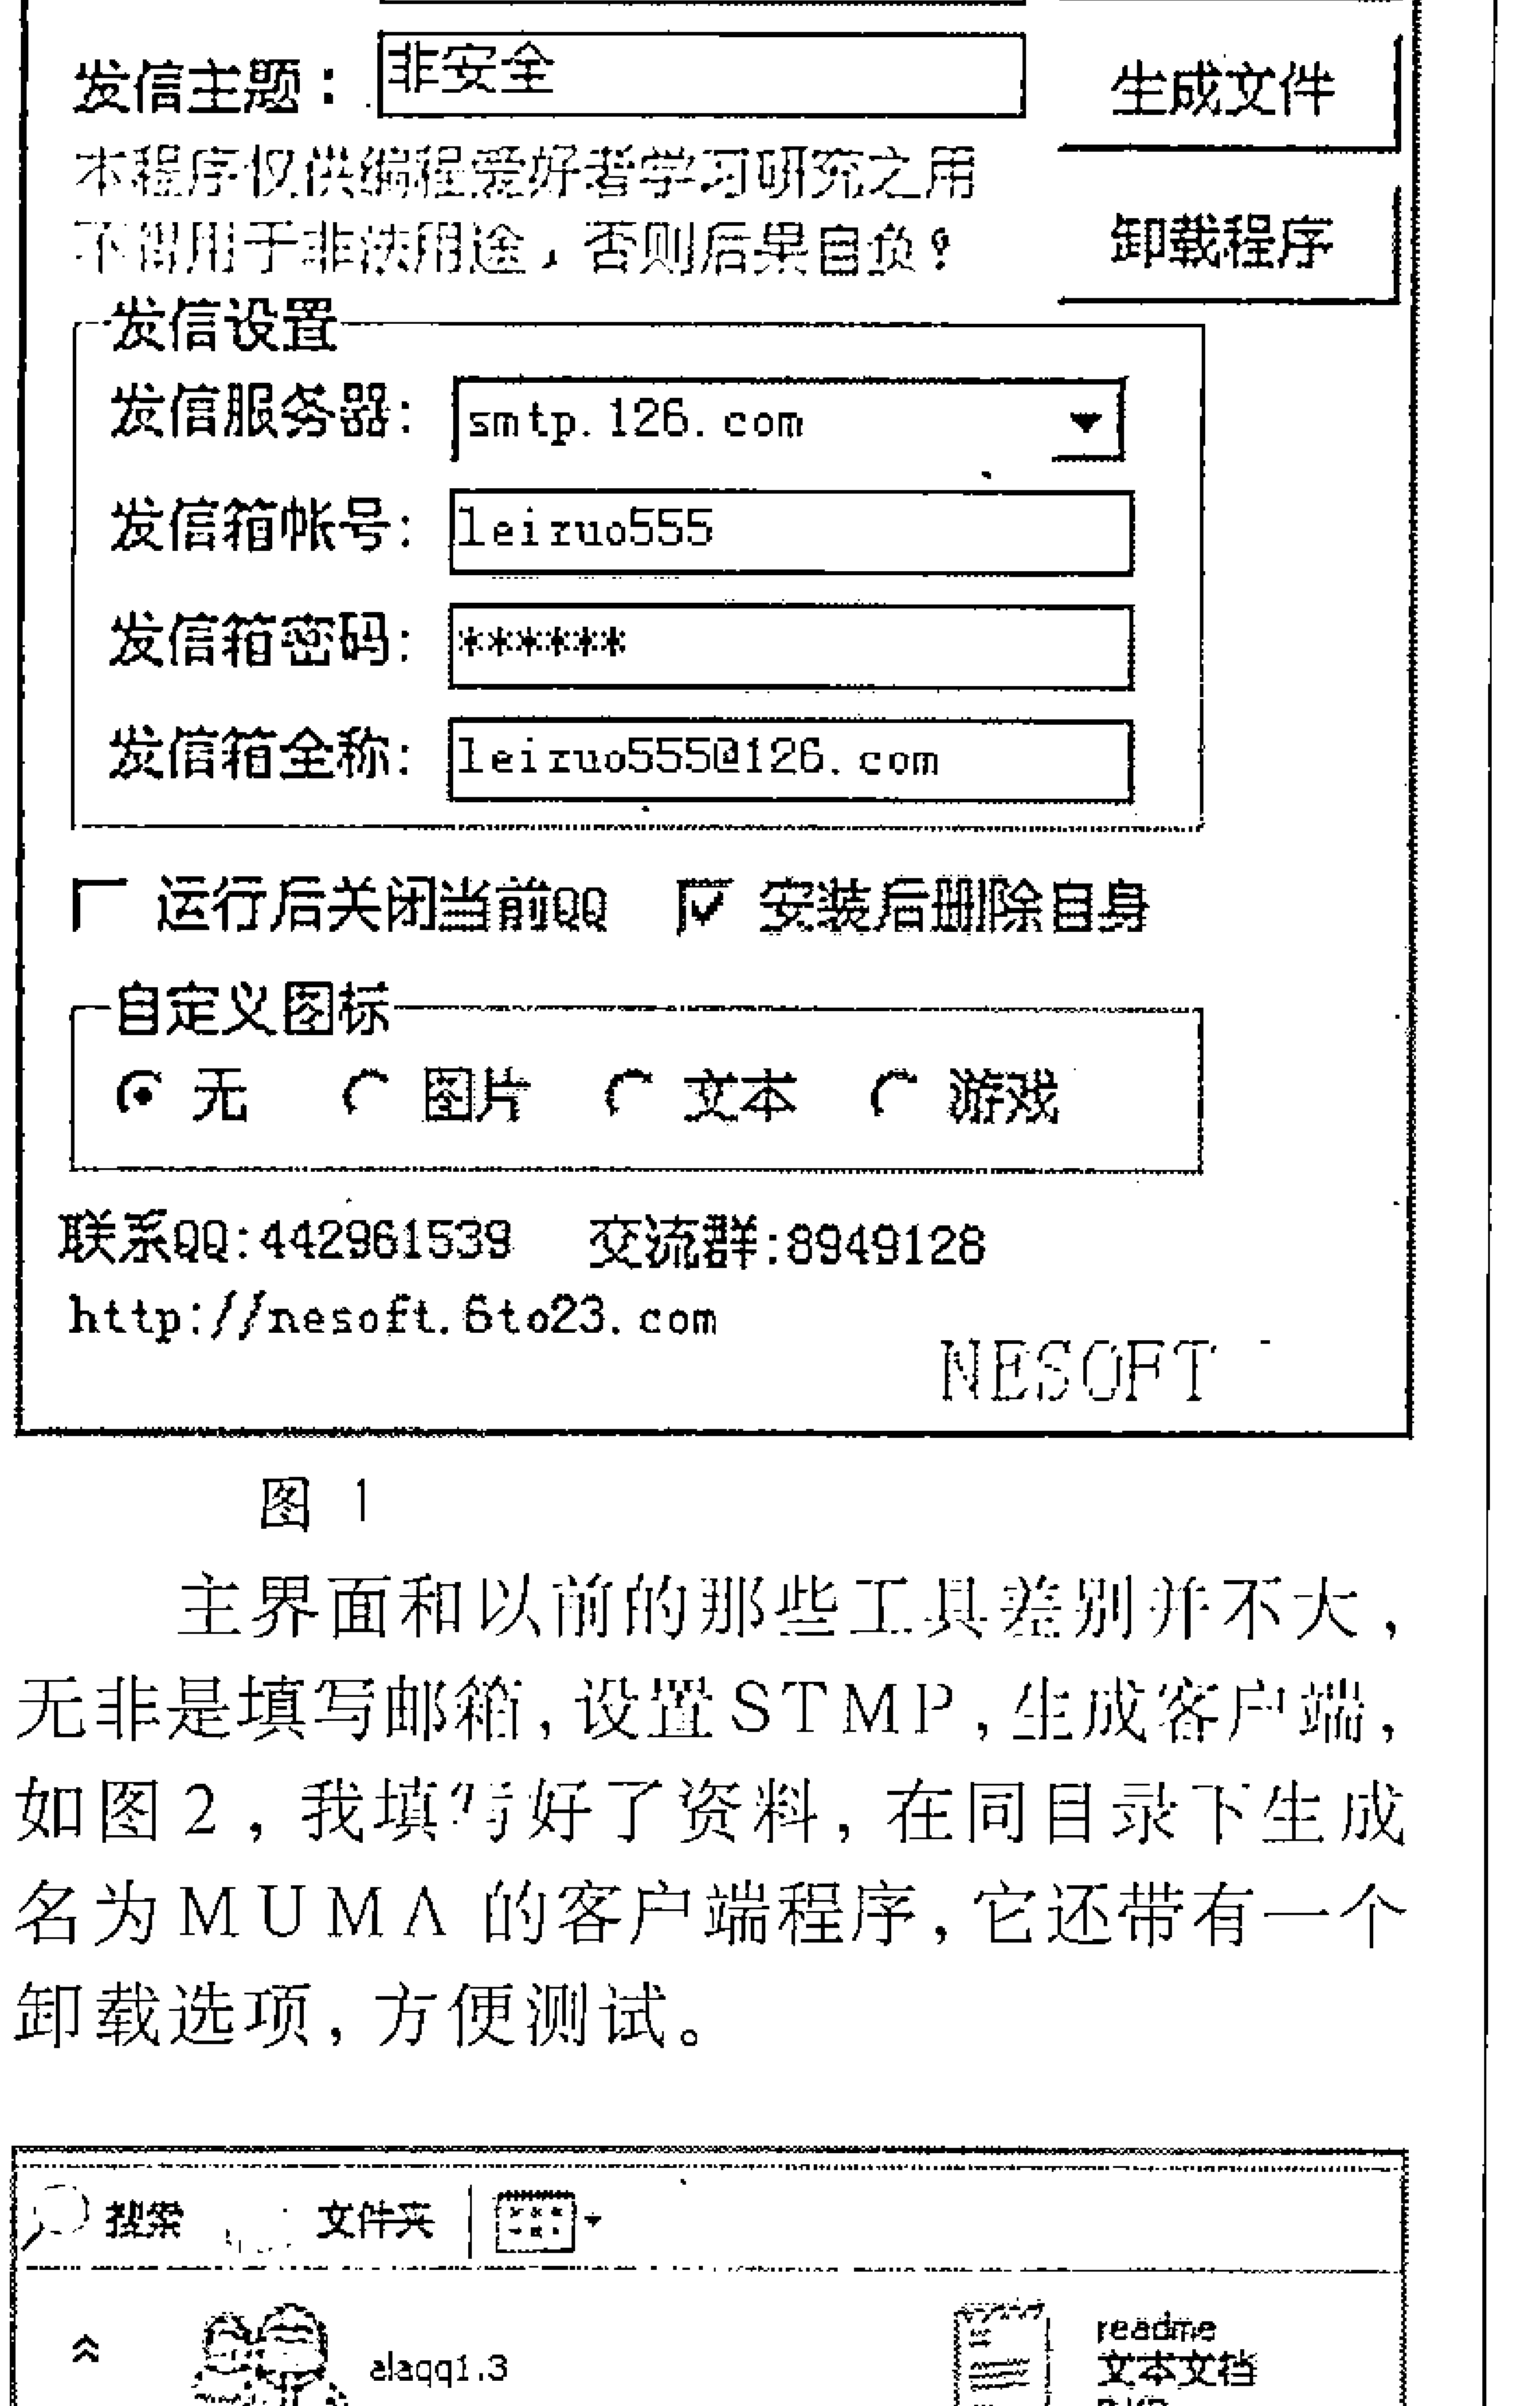 发信主题：
非安全
生成文件
本程序仅供编程爱好者学习研究之用
不得用于非法用途，否则后果自负！
卸载程序
发信设置
发信服务器: smtp.126.com
发信箱帐号: leiruo555
发信箱密码: ******
发信箱全称: leiruo555@126.com
运行后关闭当前QQ 安装后删除自身
自定义图标
无 图片 文本 游戏
联系QQ:442961539 交流群:8949128
http://nesoft.6to23.com
NESOFT
图 1
主界面和以前的那些工具差别并不大，
无非是填写邮箱，设置STMP，生成客户端，
如图2，我填写好了资料，在同目录下生成
名为MUMA的客户端程序，它还带有一个
卸载选项，方便测试。
搜索 文件夹
alaqq1.3
readme
文本文档